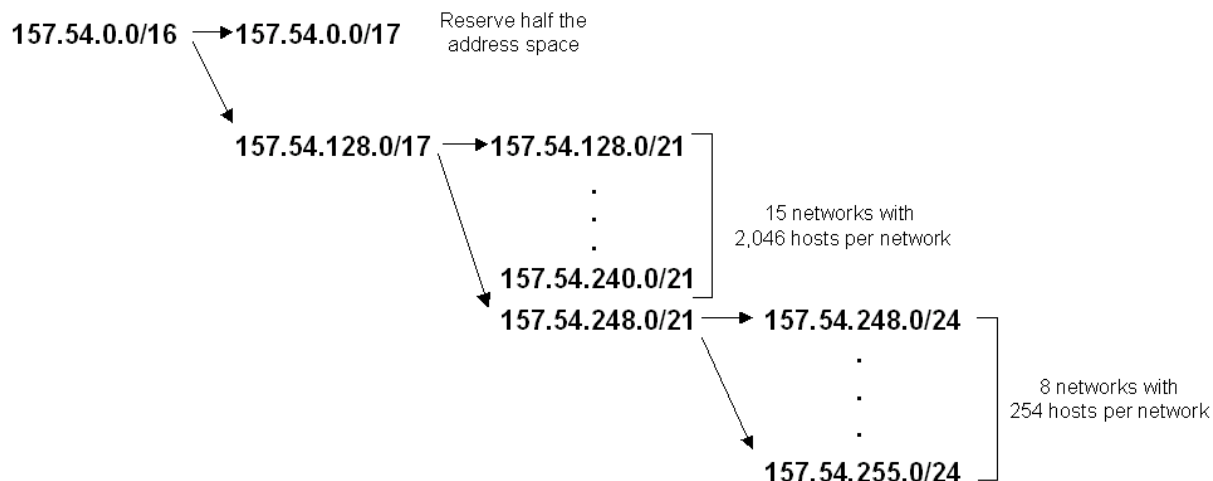 157.54.0.0/16
157.54.0.0/17
Reserve half the
address space
157.54.128.0/17
157.54.128.0/21
157.54.240.0/21
15 networks with
2,046 hosts per network
157.54.248.0/21
157.54.248.0/24
157.54.255.0/24
8 networks with
254 hosts per network